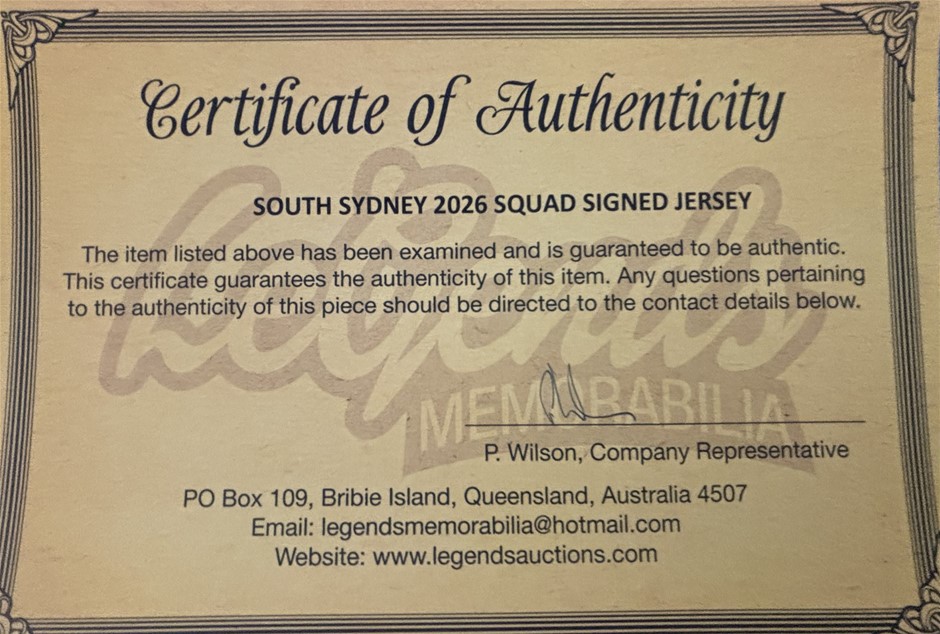 Certificate of Authenticity
Legends
MEMORABILIA
SOUTH SYDNEY 2026 SQUAD SIGNED JERSEY
The item listed above has been examined and is guaranteed to be authentic.
This certificate guarantees the authenticity of this item. Any questions pertaining
to the authenticity of this piece should be directed to the contact details below.
P. Wilson, Company Representative
PO Box 109, Bribie Island, Queensland, Australia 4507
Email: legendsmemorabilia@hotmail.com
Website: www.legendsauctions.com